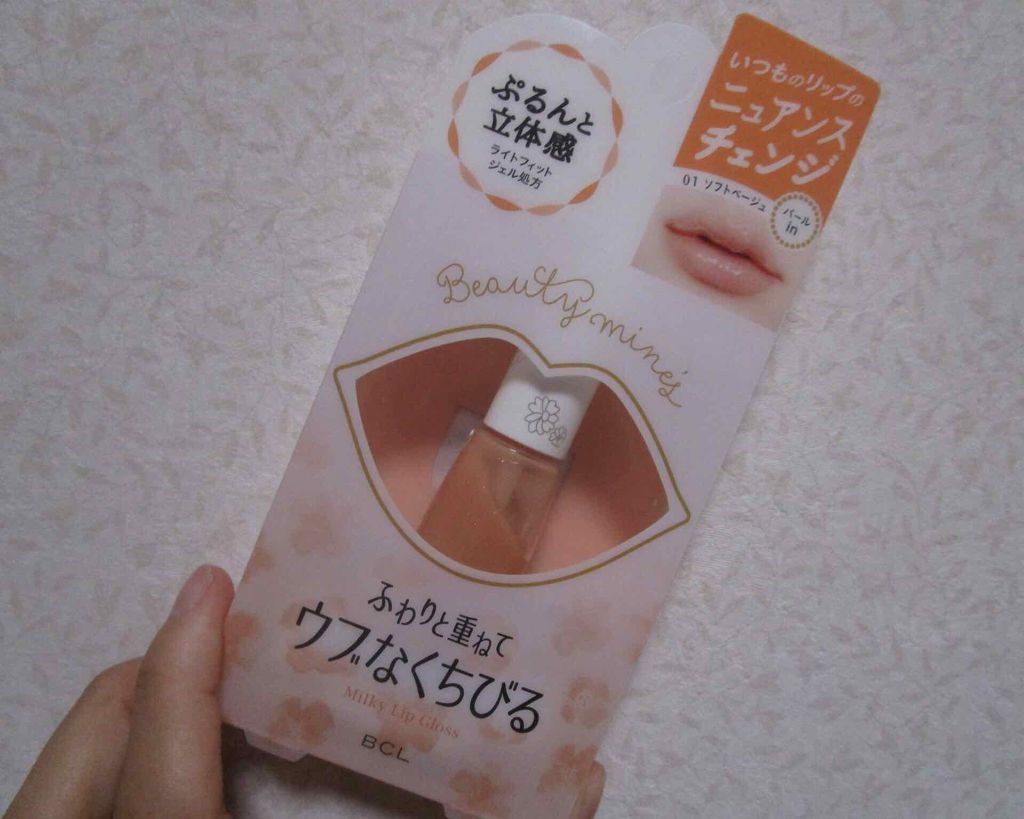 ぷるんと
立体感
ライトフィット
ジェル処方
いつものリップの
ニュアンス
チェンジ
01 ソフトベージュ
パール
in
Beauty mine's
ふわりと重ねて
ウブなくちびる
Milky Lip Gloss
BCL